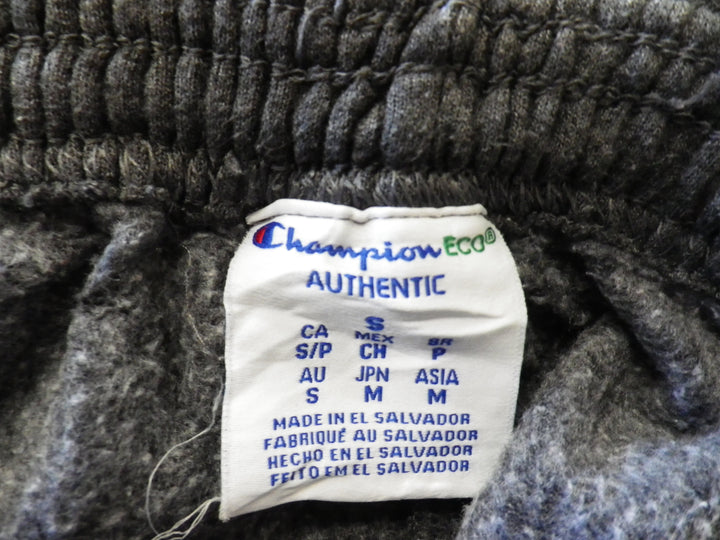 Champion ECO®
AUTHENTIC
S
CA MEX BR
S/P CH P
AU JPN ASIA
S M M
MADE IN EL SALVADOR
FABRIQUÉ AU SALVADOR
HECHO EN EL SALVADOR
FEITO EM EL SALVADOR